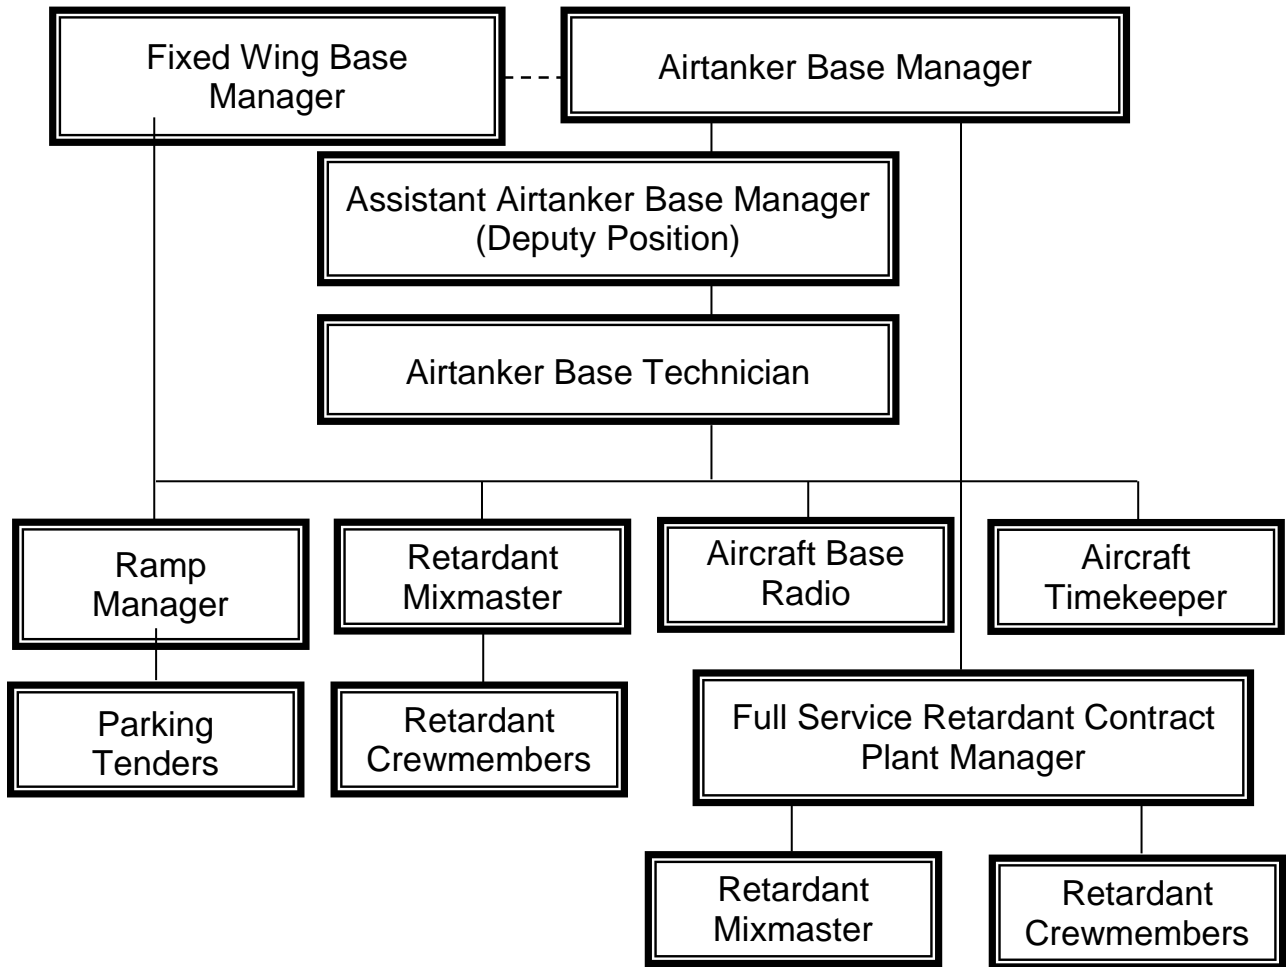 Fixed Wing Base
Manager
Airtanker Base Manager
Assistant Airtanker Base Manager
(Deputy Position)
Airtanker Base Technician
Ramp
Manager
Retardant
Mixmaster
Aircraft Base
Radio
Aircraft
Timekeeper
Parking
Tenders
Retardant
Crewmembers
Full Service Retardant Contract
Plant Manager
Retardant
Mixmaster
Retardant
Crewmembers